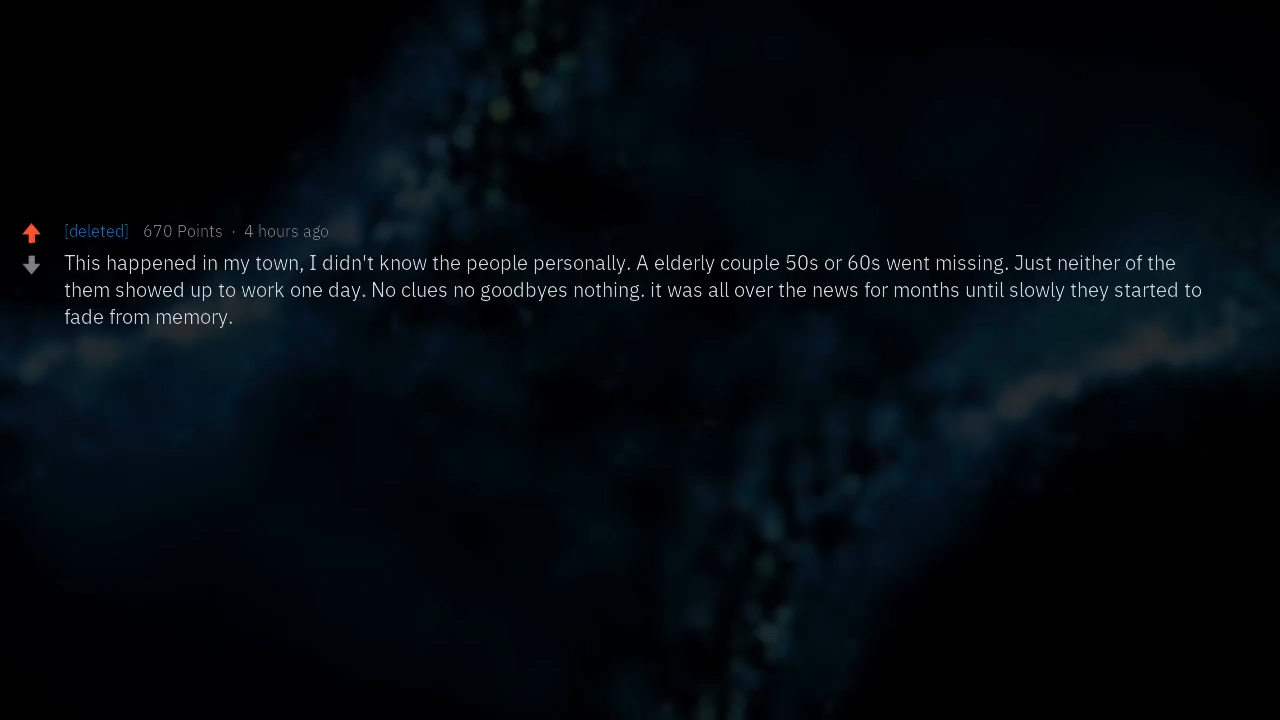 [deleted] 670 Points · 4 hours ago
This happened in my town, I didn't know the people personally. A elderly couple 50s or 60s went missing. Just neither of the
them showed up to work one day. No clues no goodbyes nothing. it was all over the news for months until slowly they started to
fade from memory.